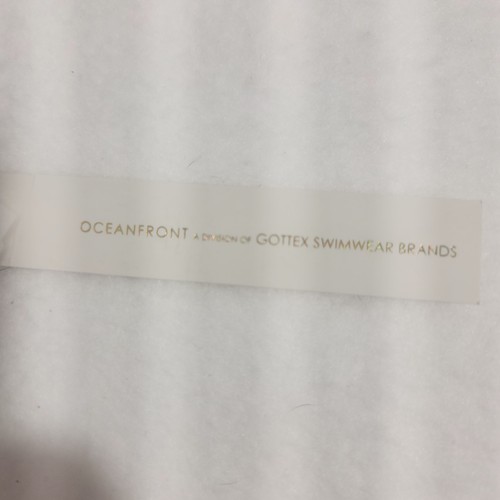 OCEANFRONT A DIVISION OF GOTTEX SWIMWEAR BRANDS